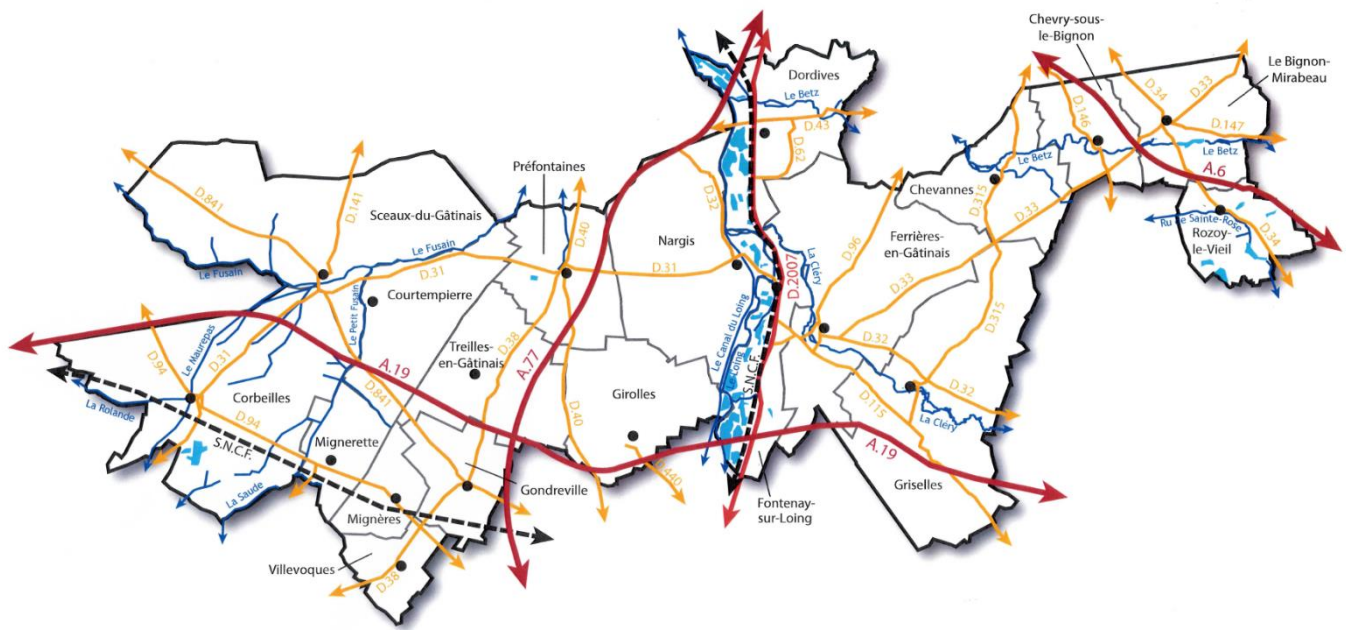 Chevry-sous-
le-Bignon
Le Bignon-
Mirabeau
Dordives
Le Betz
D.43
D.62
D.34
D.33
D.146
D.147
Le Betz
Le Betz
A.6
Préfontaines
D.841
D.141
Sceaux-du-Gâtinais
D.40
D.32
Chevannes
D.315
D.33
Ru de Sainte-Rose
Rozoy-
le-Vieil
D.34
Nargis
La Cléry
D.96
Ferrières-
en-Gâtinais
Le Fusain
Le Fusain
D.31
D.31
D.2007
D.33
Courtempierre
Le Petit Fusain
Le Canal du Loing
Le Loing
D.315
Le Maurepas
D.31
D.94
Treilles-
en-Gâtinais
D.38
A.77
D.32
D.32
A.19
S.N.C.F.
Girolles
D.115
La Cléry
Corbeilles
La Rolande
D.94
D.841
D.40
S.N.C.F.
Mignerette
A.19
Griselles
La Saude
Gondreville
Fontenay-
sur-Loing
Mignères
Villevoques
D.38